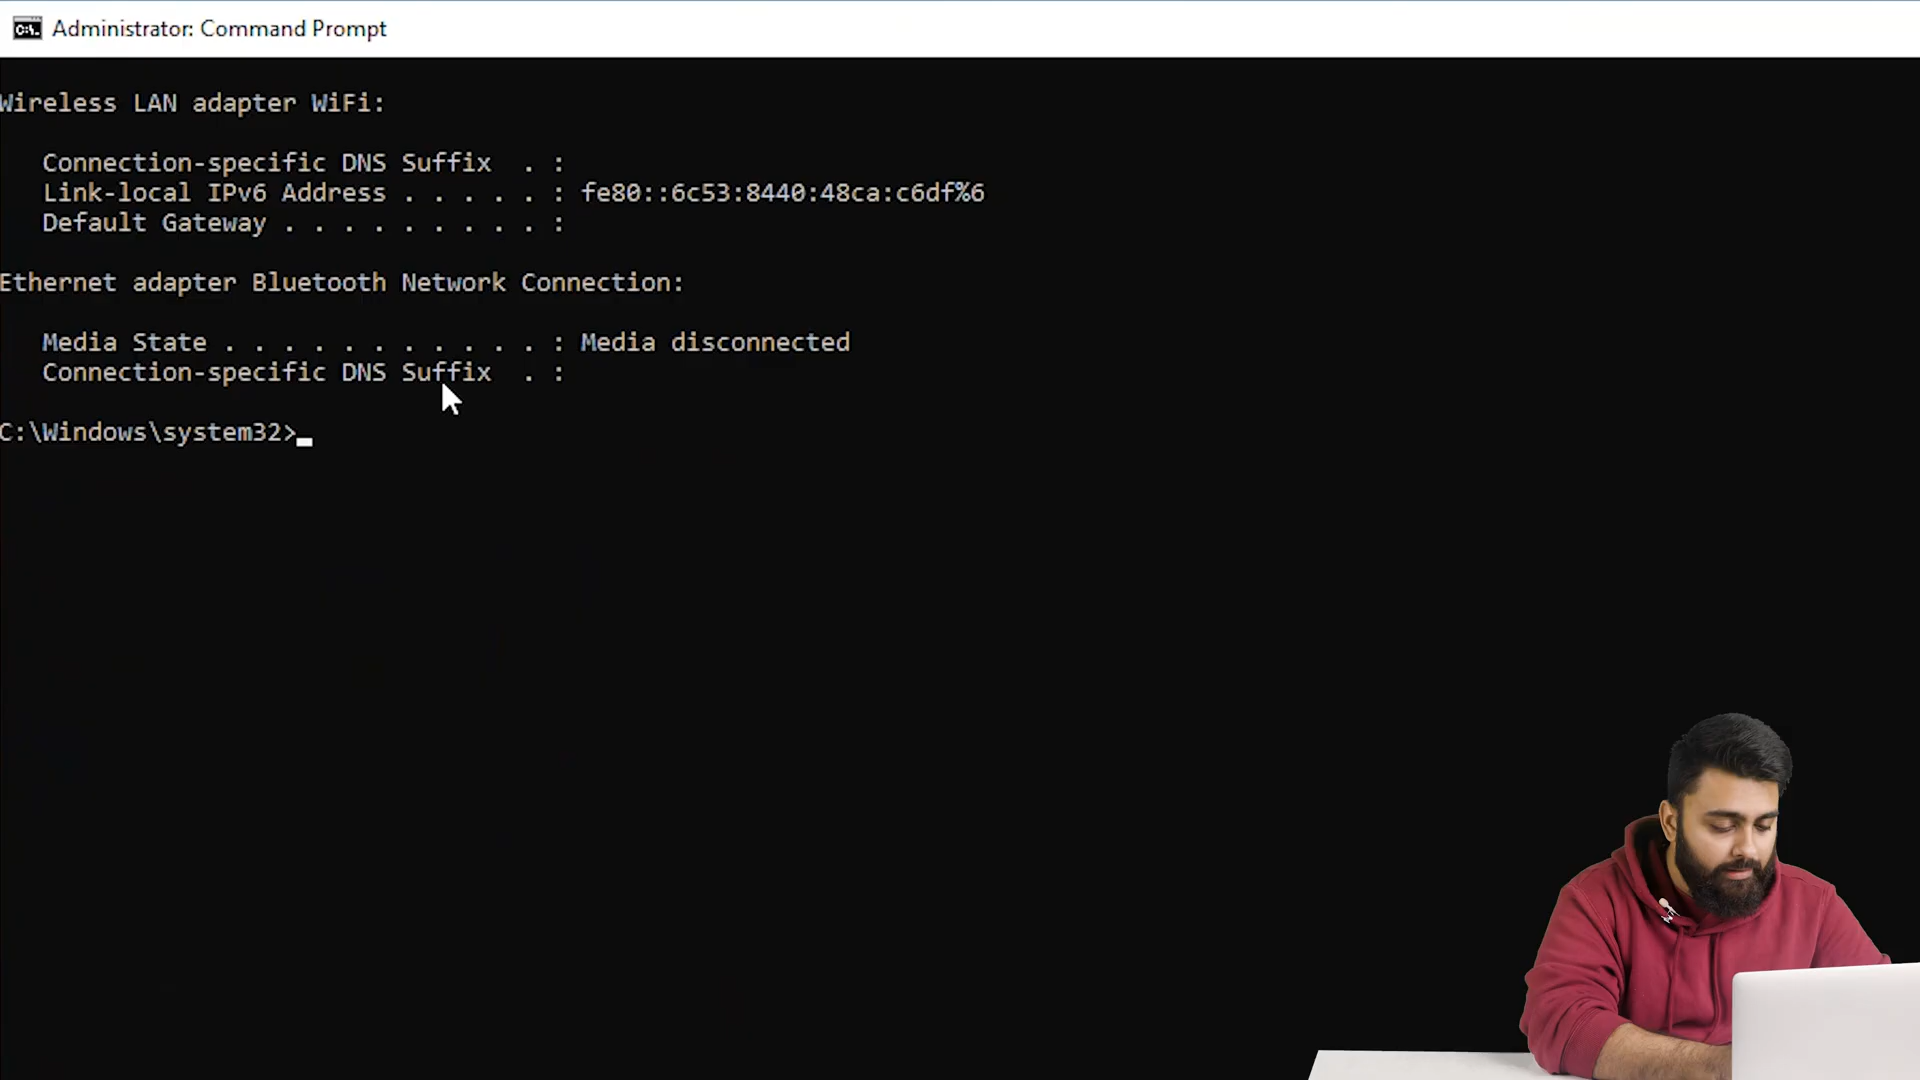 Administrator: Command Prompt
Wireless LAN adapter WiFi:
Connection-specific DNS Suffix  . :
Link-local IPv6 Address . . . . . : fe80::6c53:8440:48ca:c6df%6
Default Gateway . . . . . . . . . :
Ethernet adapter Bluetooth Network Connection:
Media State . . . . . . . . . . . : Media disconnected
Connection-specific DNS Suffix  . :
C:\Windows\system32>